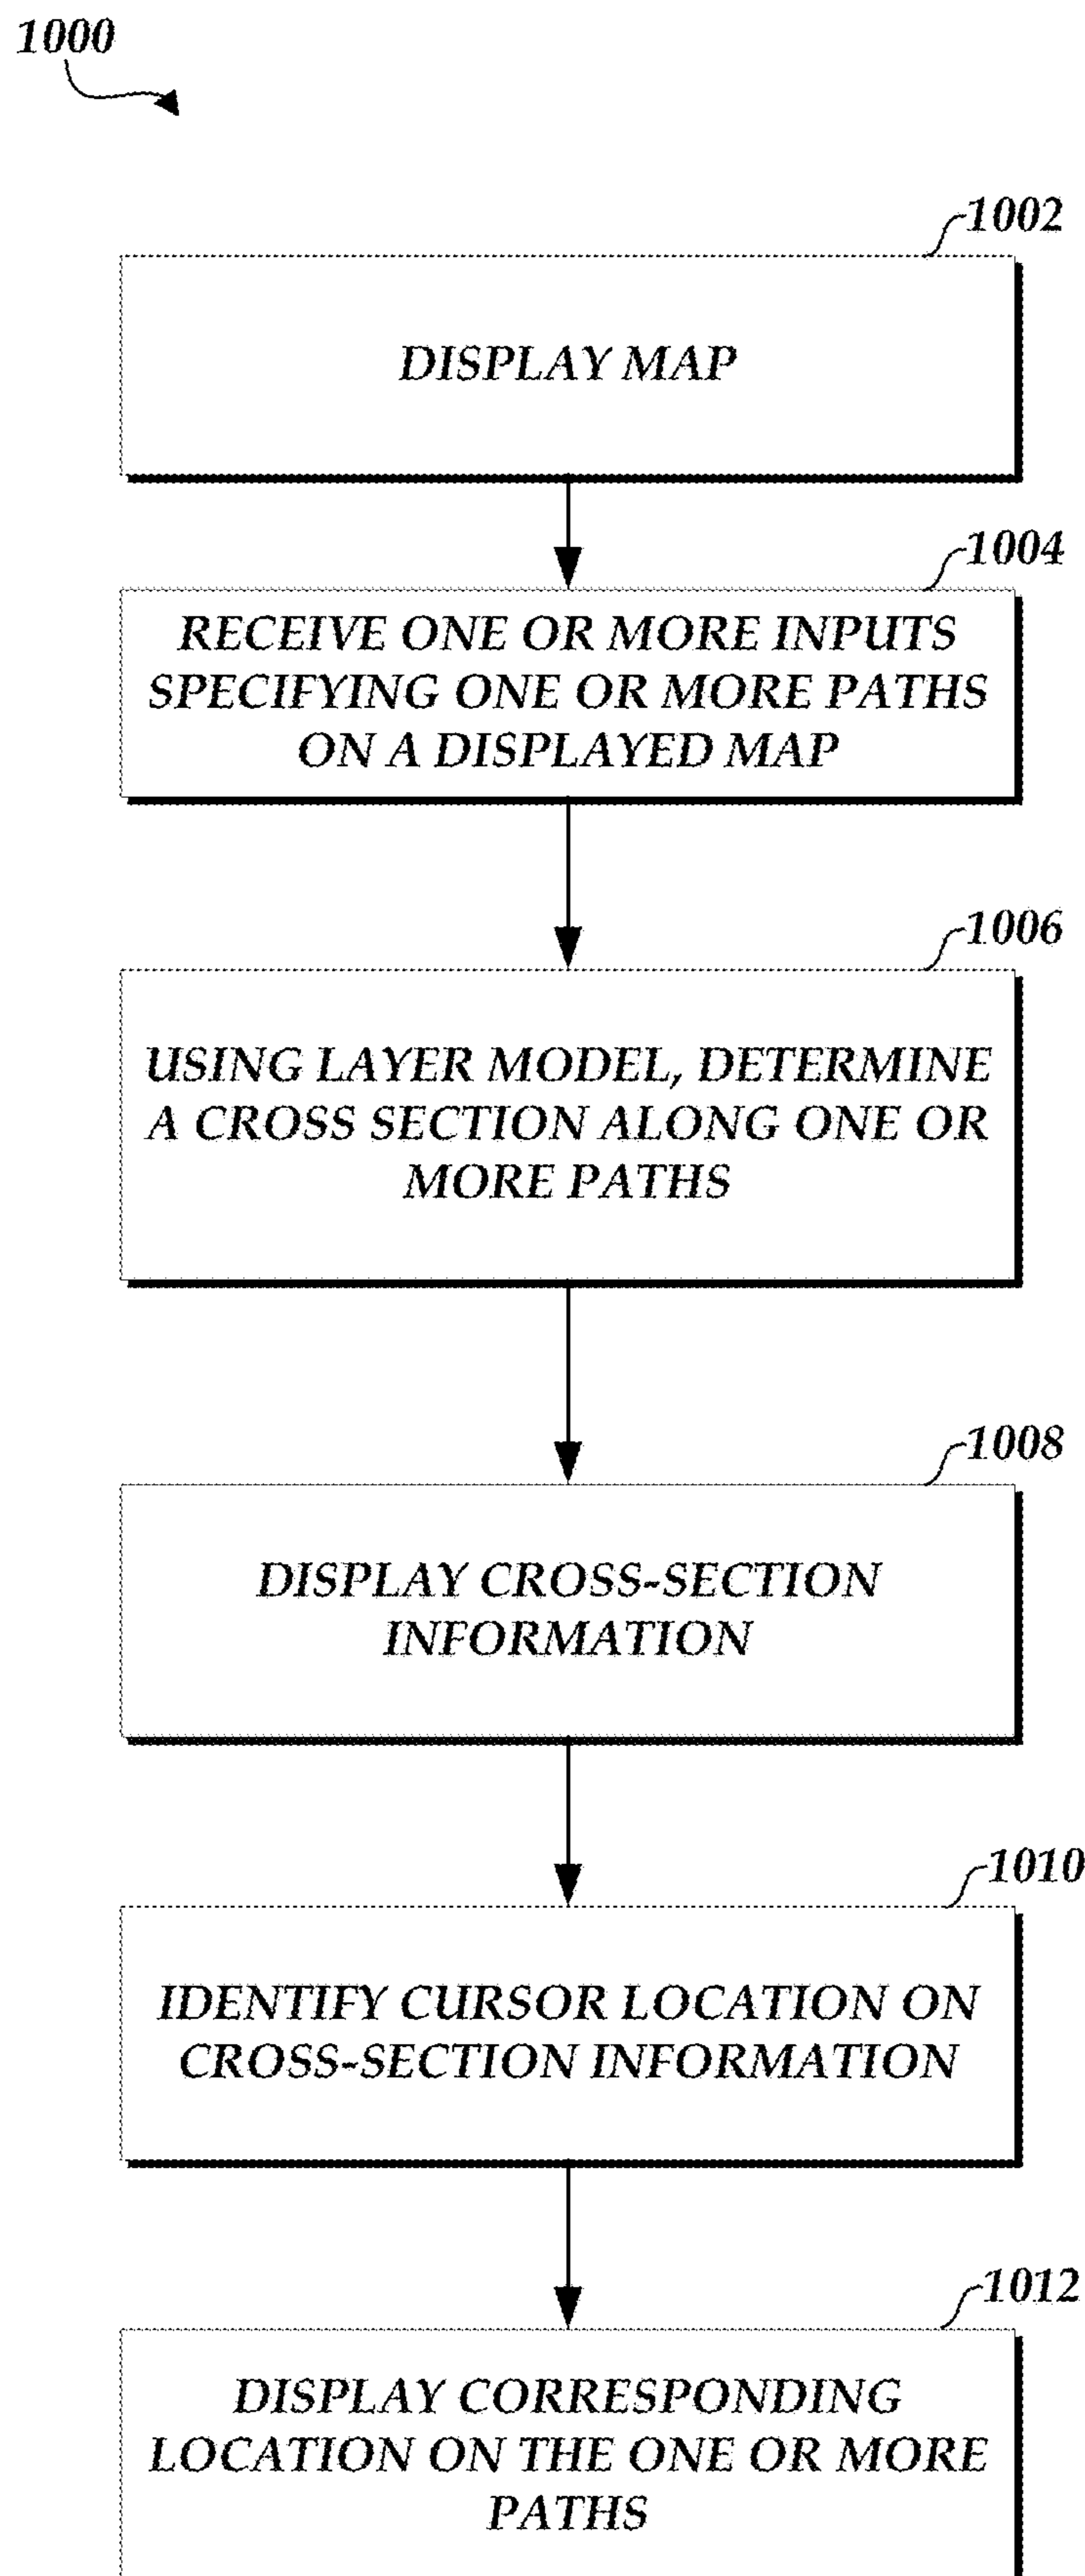 1000
1002
DISPLAY MAP
1004
RECEIVE ONE OR MORE INPUTS
SPECIFYING ONE OR MORE PATHS
ON A DISPLAYED MAP
1006
USING LAYER MODEL, DETERMINE
A CROSS SECTION ALONG ONE OR
MORE PATHS
1008
DISPLAY CROSS-SECTION
INFORMATION
1010
IDENTIFY CURSOR LOCATION ON
CROSS-SECTION INFORMATION
1012
DISPLAY CORRESPONDING
LOCATION ON THE ONE OR MORE
PATHS